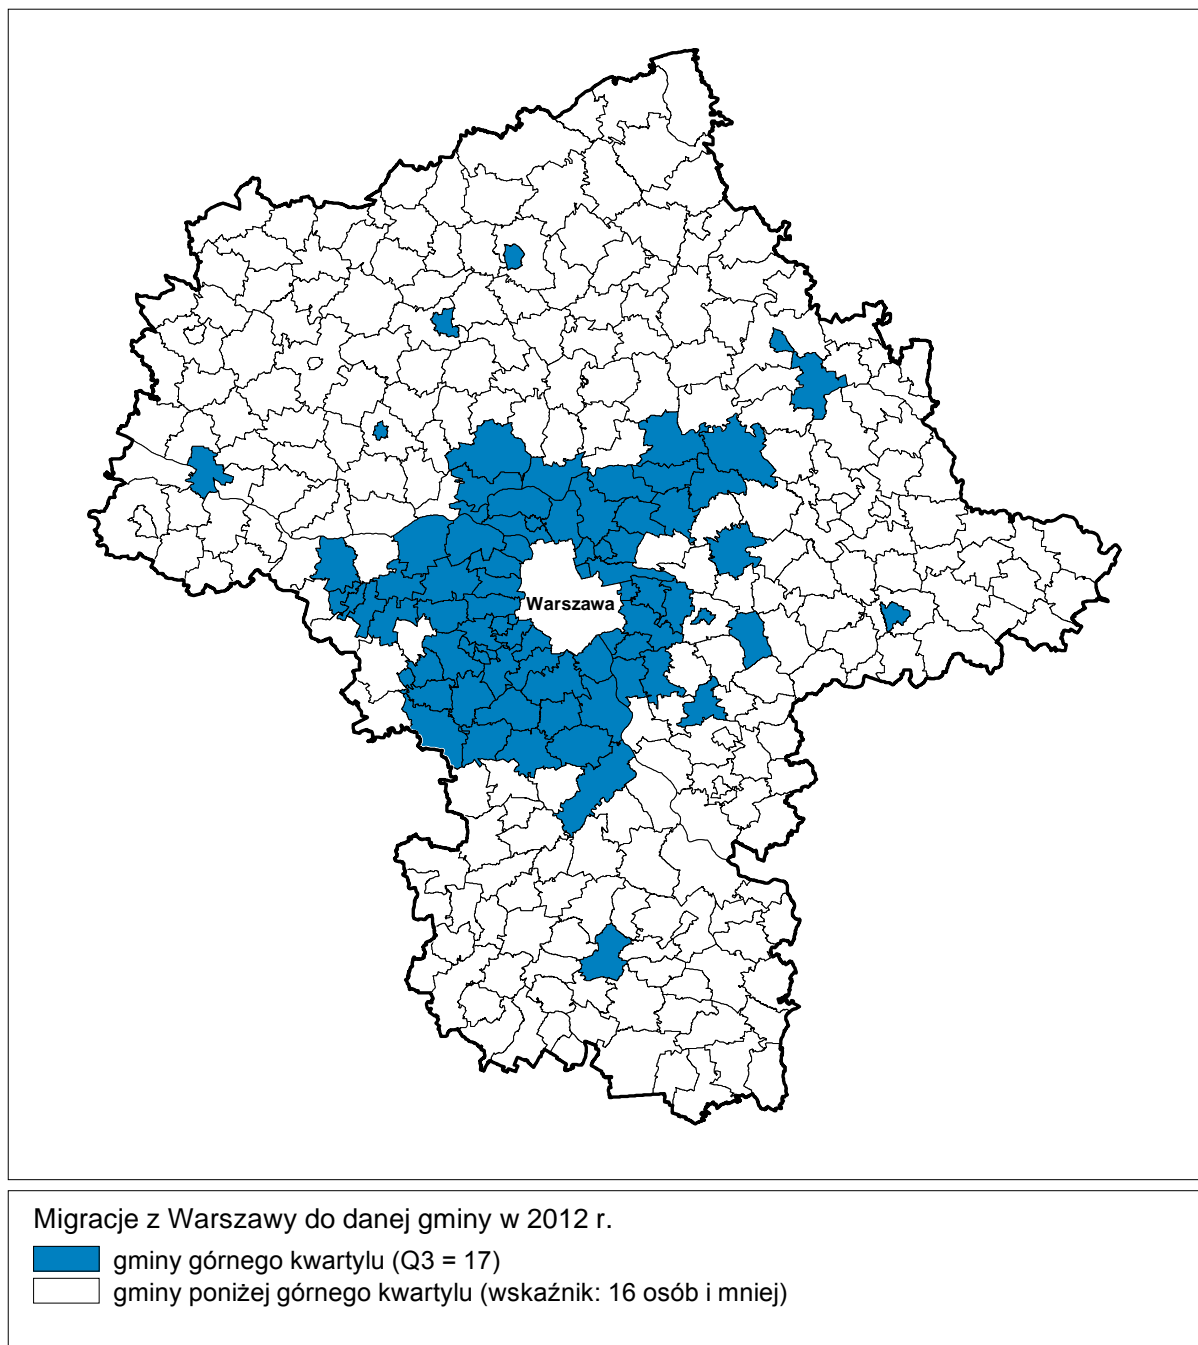 Warszawa
Migracje z Warszawy do danej gminy w 2012 r.
gminy górnego kwartylu (Q3 = 17)
gminy poniżej górnego kwartylu (wskaźnik: 16 osób i mniej)